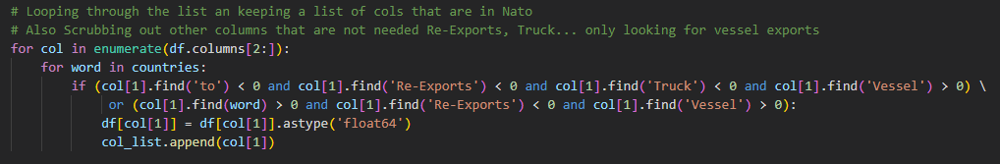 # Looping through the list an keeping a list of cols that are in Nato
# Also Scrubbing out other columns that are not needed Re-Exports, Truck... only looking for vessel exports
for col in enumerate(df.columns[2:]):
    for word in countries:
        if (col[1].find('to') < 0 and col[1].find('Re-Exports') < 0 and col[1].find('Truck') < 0 and col[1].find('Vessel') > 0) \
            or (col[1].find(word) > 0 and col[1].find('Re-Exports') < 0 and col[1].find('Vessel') > 0):
            df[col[1]] = df[col[1]].astype('float64')
            col_list.append(col[1])